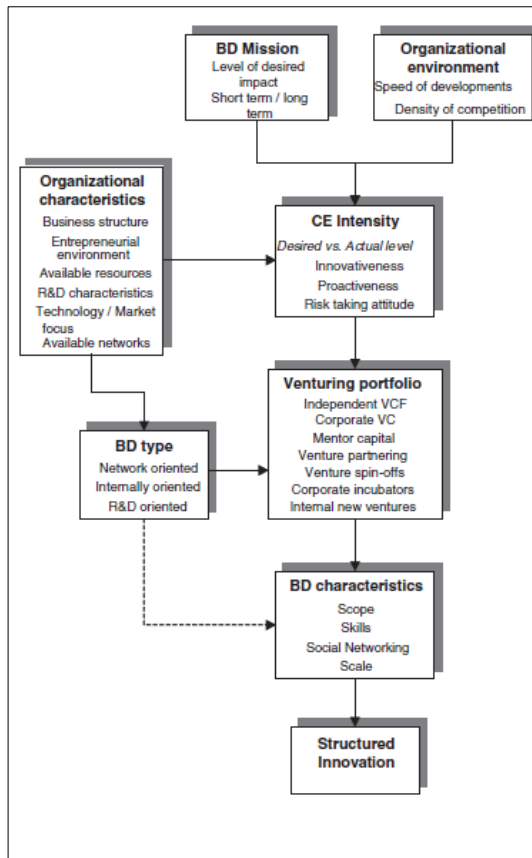 BD Mission
Level of desired
impact
Short term / long
term
Organizational
environment
Speed of developments
Density of competition
Organizational
characteristics
Business structure
Entrepreneurial
environment
Available resources
R&D characteristics
Technology / Market
focus
Available networks
CE Intensity
Desired vs. Actual level
Innovativeness
Proactiveness
Risk taking attitude
BD type
Network oriented
Internally oriented
R&D oriented
Venturing portfolio
Independent VCF
Corporate VC
Mentor capital
Venture partnering
Venture spin-offs
Corporate incubators
Internal new ventures
BD characteristics
Scope
Skills
Social Networking
Scale
Structured
Innovation